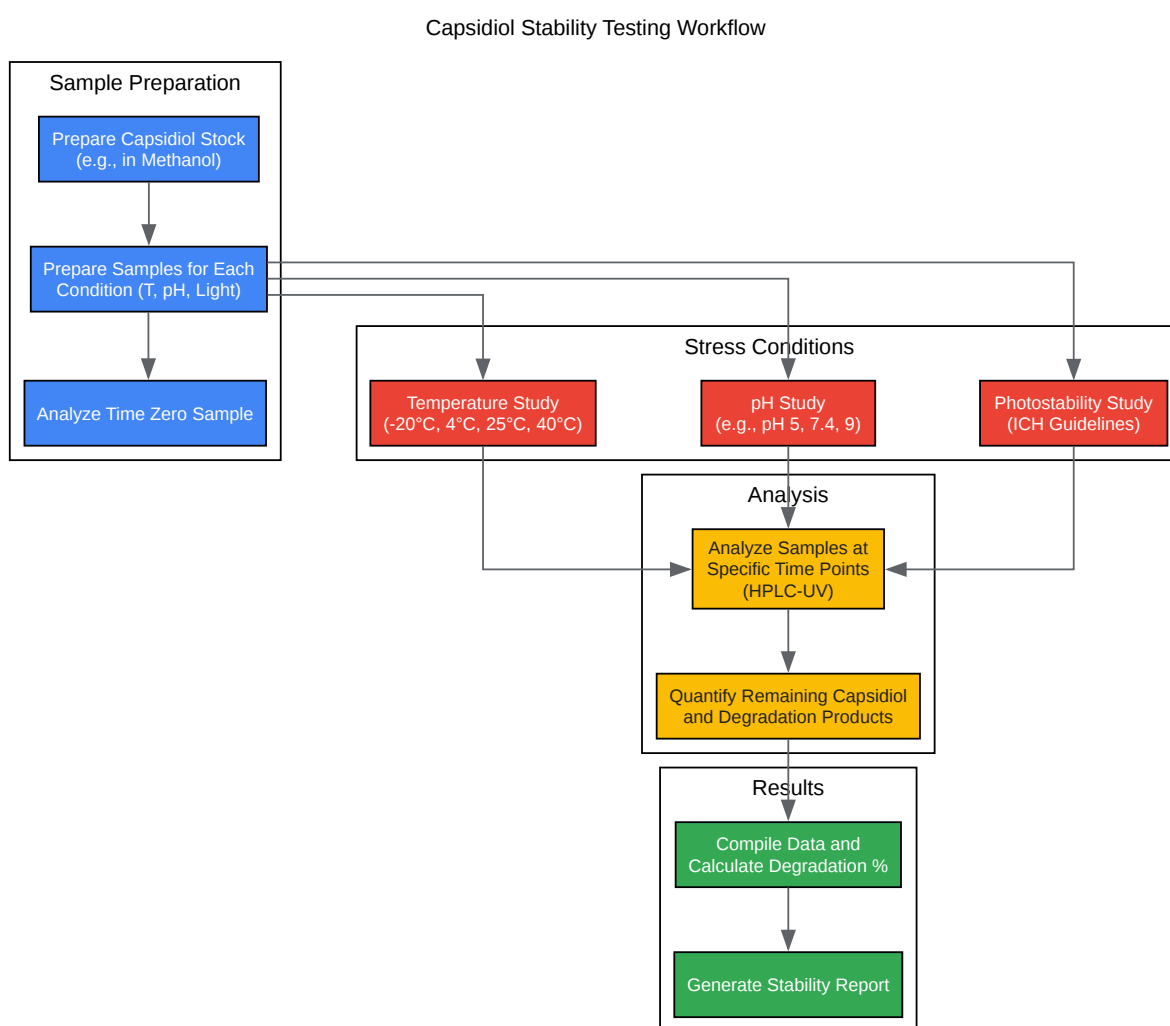 Capsidiol Stability Testing Workflow
Sample Preparation
Prepare Capsidiol Stock
(e.g., in Methanol)
Prepare Samples for Each
Condition (T, pH, Light)
Analyze Time Zero Sample
Stress Conditions
Temperature Study
(-20°C, 4°C, 25°C, 40°C)
pH Study
(e.g., pH 5, 7.4, 9)
Photostability Study
(ICH Guidelines)
Analysis
Analyze Samples at
Specific Time Points
(HPLC-UV)
Quantify Remaining Capsidiol
and Degradation Products
Results
Compile Data and
Calculate Degradation %
Generate Stability Report